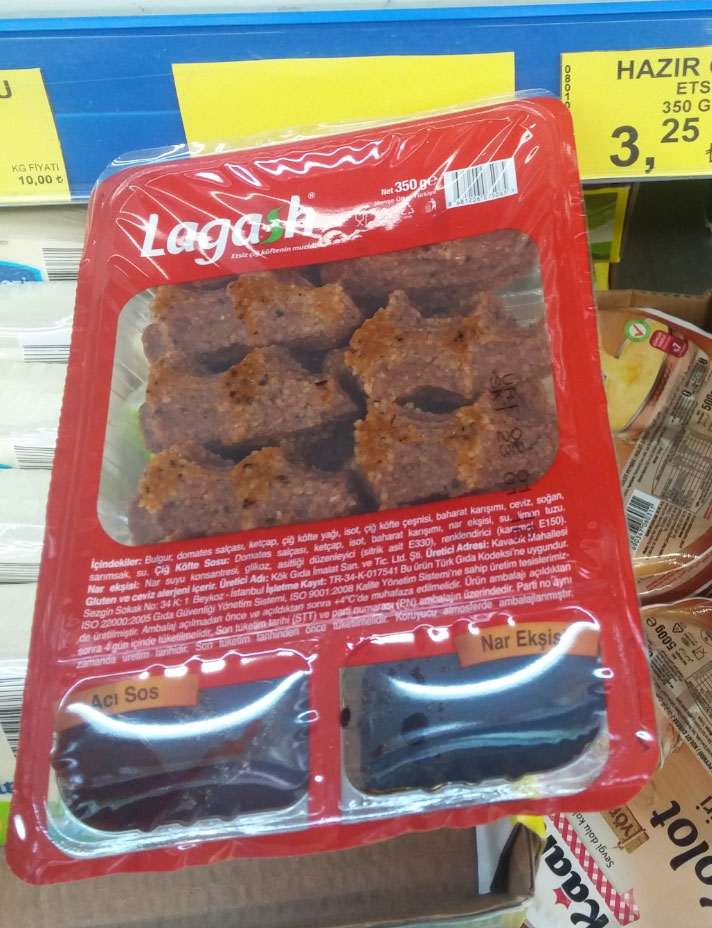 U
KG FİYATI
10,00 ₺
HAZIR
ETS
350 G
3,25
Net 350 g e
Lagash
Etsiz çiğ köftenin
İçindekiler: Bulgur, domates salçası, ketçap, çiğ köfte yağı, isot, çiğ köfte çeşnisi, baharat karışımı, ceviz, soğan,
sarımsak, su. Çiğ Köfte Sosu: Domates salçası, ketçap, isot, baharat karışımı, nar ekşisi, su, limon tuzu.
Nar ekşisi: Nar suyu konsantresi, glikoz, asitliği düzenleyici (sitrik asit E330), renklendirici E150).
Gluten ve ceviz alerjeni içerir. Üretici Adı: Kök Gıda İmalat San. ve Tic. Ltd. Şti. Üretici Adresi: Kavacık Mahallesi
Sezgin Sokak No: 34 K: 1 Beykoz - İstanbul İşletme Kayıt: TR-34-K-017541 Bu ürün Türk Gıda Kodeksi'ne uygundur.
ISO 22000:2005 Gıda Güvenliği Yönetim Sistemi, ISO 9001:2008 Kalite Yönetim Sistemi'ne sahip üretim tesislerimiz-
de üretilmiştir. Ambalaj açılmadan önce ve açıldıktan sonra +4°C'de muhafaza edilmelidir. Ürün ambalajı açıldıktan
sonra 4 gün içinde tüketilmelidir. Son tüketim tarihi (STT) ve parti numarası (PN) ambalajın üzerindedir. Parti no aynı
zamanda üretim tarihidir. Son tüketim tarihinden önce tüketilmelidir. Koruyucu atmosferde ambalajlanmıştır.
Acı Sos
Nar Ekşis
500g
Sevgi dolu
Kaan
olot